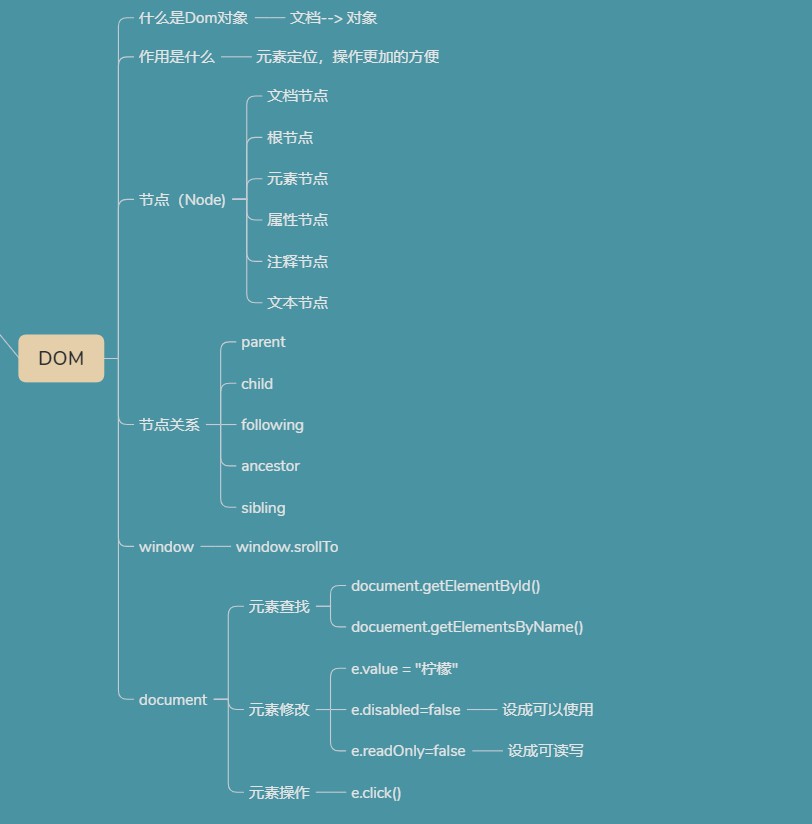 什么是Dom对象
文档--> 对象
作用是什么
元素定位，操作更加的方便
节点（Node)
文档节点
根节点
元素节点
属性节点
注释节点
文本节点
DOM
节点关系
parent
child
following
ancestor
sibling
window
window.srollTo
document
元素查找
document.getElementById()
docuement.getElementsByName()
元素修改
e.value = "柠檬"
e.disabled=false
设成可以使用
e.readOnly=false
设成可读写
元素操作
e.click()